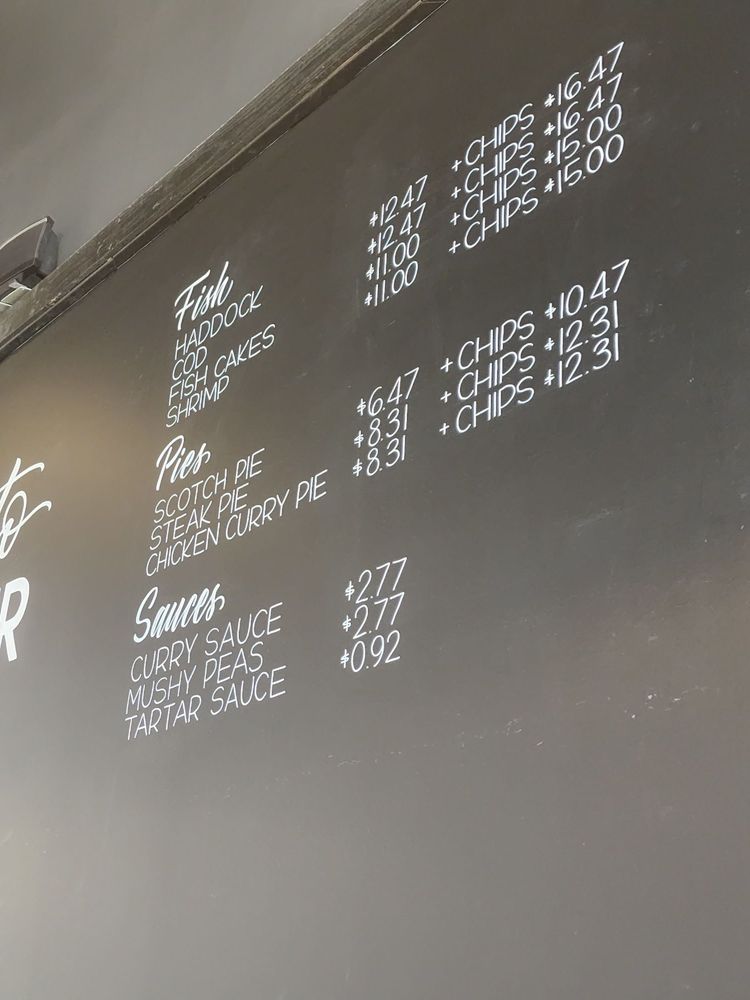 Fish
HADDOCK $12.47 +CHIPS $16.47
COD $12.47 +CHIPS $16.47
FISH CAKES $11.00 +CHIPS $15.00
SHRIMP $11.00 +CHIPS $15.00
Pies
SCOTCH PIE $6.47 +CHIPS $10.47
STEAK PIE $8.31 +CHIPS $12.31
CHICKEN CURRY PIE $8.31 +CHIPS $12.31
Sauces
CURRY SAUCE $2.77
MUSHY PEAS $2.77
TARTAR SAUCE $0.92